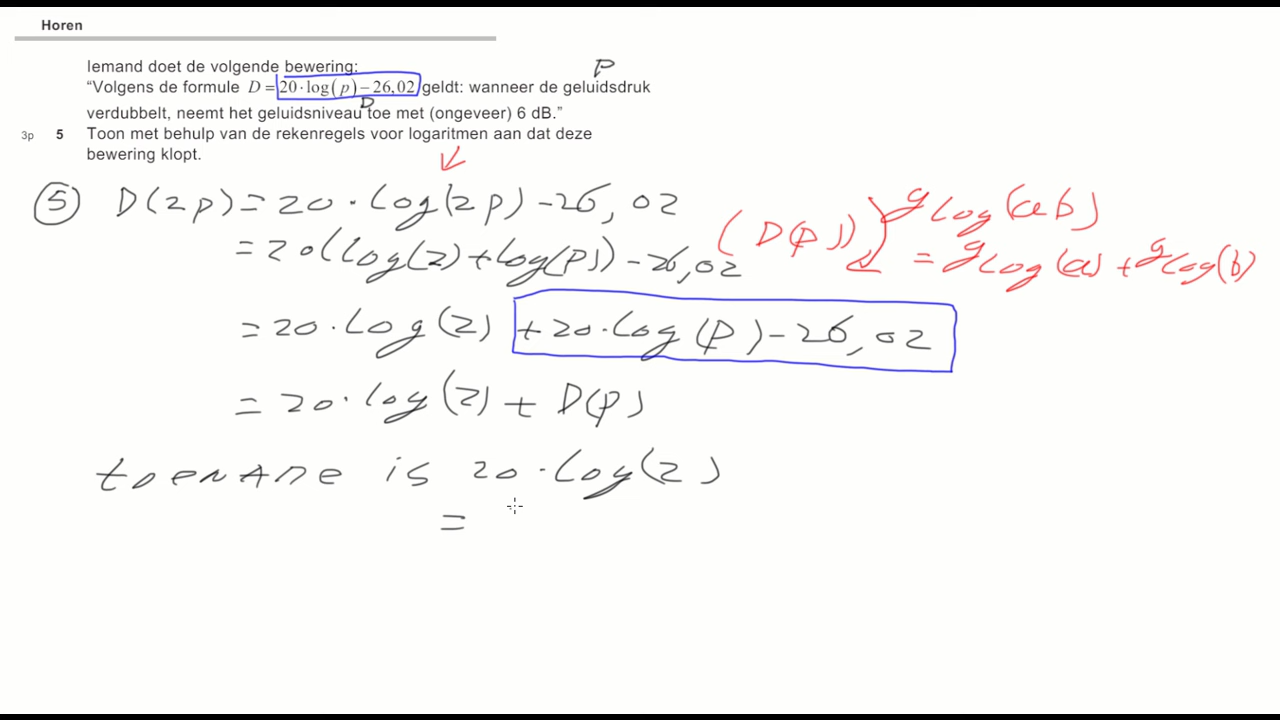 Horen
Iemand doet de volgende bewering:
P
“Volgens de formule D = 20·log(p) − 26,02 geldt: wanneer de geluidsdruk
D
verdubbelt, neemt het geluidsniveau toe met (ongeveer) 6 dB.”
3p 5 Toon met behulp van de rekenregels voor logaritmen aan dat deze
bewering klopt.
5 D(2p) = 20 · log(2p) - 26,02
(D(p)) g log(ab)
= 20(log(2) + log(p)) - 26,02
= g log(a) + g log(b)
= 20 · log(2) + 20 · log(p) - 26,02
= 20 · log(2) + D(p)
toename is 20 · log(2)
=